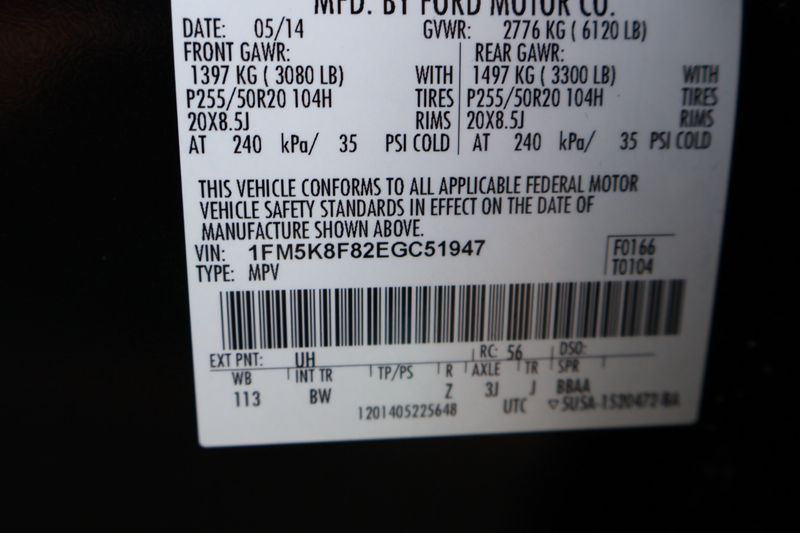 MFD. BY FORD MOTOR CO.
DATE: 05/14 GVWR: 2776 KG ( 6120 LB)
FRONT GAWR: REAR GAWR:
1397 KG ( 3080 LB) WITH 1497 KG ( 3300 LB) WITH
P255/50R20 104H TIRES P255/50R20 104H TIRES
20X8.5J RIMS 20X8.5J RIMS
AT 240 kPa/ 35 PSI COLD AT 240 kPa/ 35 PSI COLD
THIS VEHICLE CONFORMS TO ALL APPLICABLE FEDERAL MOTOR
VEHICLE SAFETY STANDARDS IN EFFECT ON THE DATE OF
MANUFACTURE SHOWN ABOVE.
VIN: 1FM5K8F82EGC51947 F0166
TYPE: MPV T0104
EXT PNT: UH RC: 56 DSO:
WB INT TR TP/PS R AXLE TR SPR
113 BW Z 3J J BBAA
1201405225648 UTC ▽SUSA-1520472-BA